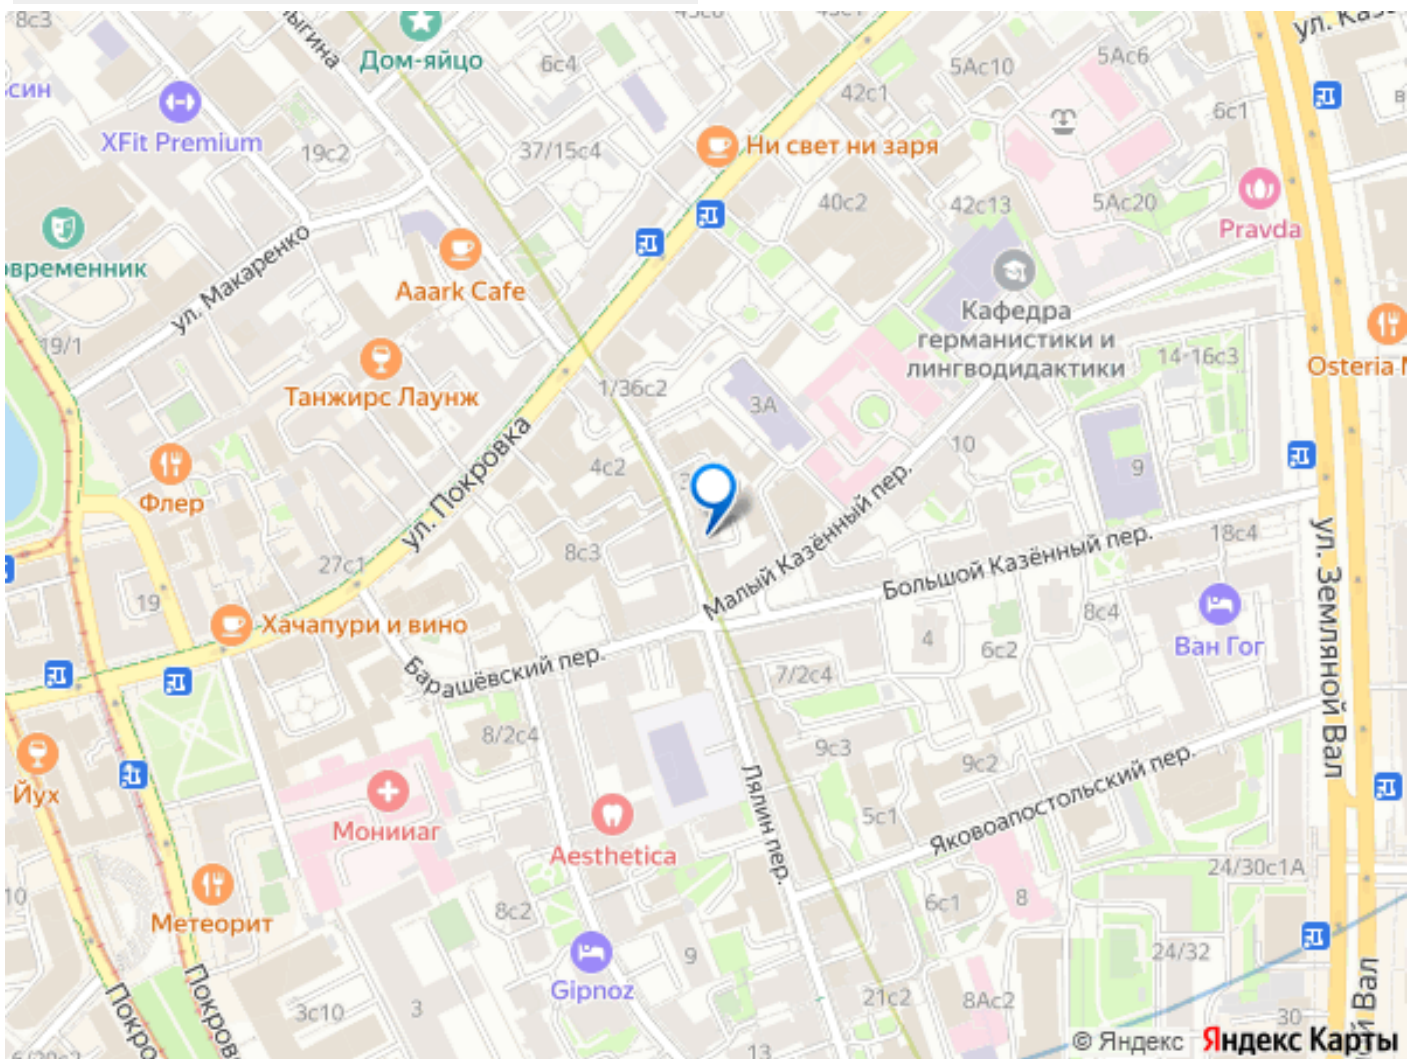 8с3
Дом-яйцо
6с4
5Ас10
5Ас6
42с1
6с1
XFit Premium
19с2
37/15с4
Ни свет ни заря
40с2
42с13
5Ас20
Pravda
ул. Макаренко
Aaark Cafe
Кафедра
германистики и
лингводидактики
19/1
Танжирс Лаунж
1/36с2
3А
14-16с3
Osteria
ул. Покровка
4с2
10
9
Флер
Малый Казённый пер.
27с1
8с3
Большой Казённый пер.
18с4
ул. Земляной Вал
19
Хачапури и вино
4
6с2
8с4
Ван Гог
Барашёвский пер.
7/2с4
8/2с4
9с3
9с2
Йух
Мониааг
Лялин пер.
5с1
Яковоапостольский пер.
Aesthetica
24/30с1А
10
Метеорит
8с2
6с1
8
9
24/32
Gipnoz
3с10
3
21с2
8Ас2
30
13
© Яндекс Яндекс Карты